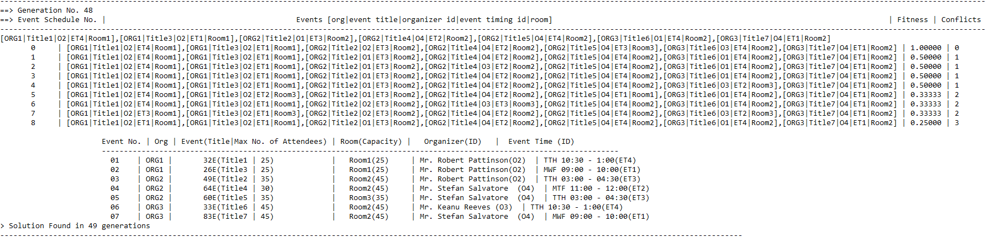 --------------------------------------------------------------------------------
==> Generation No. 48
==> Event Schedule No. | Events [org|event title|organizer id|event timing id|room] | Fitness | Conflicts
--------------------------------------------------------------------------------
[ORG1|Title1|O2|ET4|Room1],[ORG1|Title3|O2|ET1|Room1],[ORG2|Title2|O1|ET3|Room2],[ORG2|Title4|O4|ET2|Room2],[ORG2|Title5|O4|ET4|Room2],[ORG3|Title6|O1|ET4|Room2],[ORG3|Title7|O4|ET1|Room2]
0 | [ORG1|Title1|O2|ET4|Room1],[ORG1|Title3|O2|ET1|Room1],[ORG2|Title2|O2|ET3|Room2],[ORG2|Title4|O4|ET2|Room2],[ORG2|Title5|O4|ET3|Room3],[ORG3|Title6|O3|ET4|Room2],[ORG3|Title7|O4|ET1|Room2] | 1.00000 | 0
1 | [ORG1|Title1|O2|ET4|Room1],[ORG1|Title3|O2|ET1|Room1],[ORG2|Title2|O1|ET3|Room2],[ORG2|Title4|O4|ET2|Room2],[ORG2|Title5|O4|ET4|Room2],[ORG3|Title6|O1|ET4|Room2],[ORG3|Title7|O4|ET1|Room2] | 0.50000 | 1
2 | [ORG1|Title1|O2|ET4|Room1],[ORG1|Title3|O2|ET1|Room1],[ORG2|Title2|O1|ET3|Room2],[ORG2|Title4|O3|ET2|Room2],[ORG2|Title5|O4|ET4|Room2],[ORG3|Title6|O1|ET4|Room2],[ORG3|Title7|O4|ET1|Room2] | 0.50000 | 1
3 | [ORG1|Title1|O2|ET4|Room1],[ORG1|Title3|O2|ET1|Room1],[ORG2|Title2|O1|ET3|Room2],[ORG2|Title4|O4|ET2|Room2],[ORG2|Title5|O4|ET4|Room2],[ORG3|Title6|O1|ET4|Room2],[ORG3|Title7|O4|ET1|Room2] | 0.50000 | 1
4 | [ORG1|Title1|O2|ET4|Room1],[ORG1|Title3|O2|ET1|Room1],[ORG2|Title2|O1|ET3|Room2],[ORG2|Title4|O4|ET2|Room2],[ORG2|Title5|O4|ET4|Room2],[ORG3|Title6|O3|ET2|Room3],[ORG3|Title7|O4|ET1|Room2] | 0.50000 | 1
5 | [ORG1|Title1|O2|ET4|Room1],[ORG1|Title3|O2|ET2|Room3],[ORG2|Title2|O1|ET3|Room2],[ORG2|Title4|O4|ET2|Room2],[ORG2|Title5|O4|ET1|Room1],[ORG3|Title6|O1|ET4|Room2],[ORG3|Title7|O4|ET1|Room2] | 0.33333 | 2
6 | [ORG1|Title1|O2|ET4|Room1],[ORG1|Title3|O2|ET1|Room1],[ORG2|Title2|O2|ET3|Room2],[ORG2|Title4|O3|ET3|Room3],[ORG2|Title5|O1|ET4|Room2],[ORG3|Title6|O1|ET4|Room2],[ORG3|Title7|O4|ET1|Room2] | 0.33333 | 2
7 | [ORG1|Title1|O2|ET3|Room1],[ORG1|Title3|O2|ET1|Room3],[ORG2|Title2|O2|ET3|Room2],[ORG2|Title4|O4|ET2|Room2],[ORG2|Title5|O4|ET4|Room2],[ORG3|Title6|O3|ET2|Room3],[ORG3|Title7|O4|ET1|Room2] | 0.33333 | 2
8 | [ORG1|Title1|O2|ET1|Room1],[ORG1|Title3|O2|ET1|Room1],[ORG2|Title2|O1|ET3|Room2],[ORG2|Title4|O4|ET2|Room2],[ORG2|Title5|O4|ET4|Room2],[ORG3|Title6|O1|ET4|Room2],[ORG3|Title7|O4|ET1|Room2] | 0.25000 | 3
Event No. | Org | Event(Title|Max No. of Attendees) | Room(Capacity) | Organizer(ID) | Event Time (ID)
--------------------------------------------------------------------------------
01 | ORG1 | 32E(Title1 | 25) | Room1(25) | Mr. Robert Pattinson(O2) | TTH 10:30 - 1:00(ET4)
02 | ORG1 | 26E(Title3 | 25) | Room1(25) | Mr. Robert Pattinson(O2) | MWF 09:00 - 10:00(ET1)
03 | ORG2 | 49E(Title2 | 35) | Room2(45) | Mr. Robert Pattinson(O2) | TTH 03:00 - 04:30(ET3)
04 | ORG2 | 64E(Title4 | 30) | Room2(45) | Mr. Stefan Salvatore (O4) | MTF 11:00 - 12:00(ET2)
05 | ORG2 | 60E(Title5 | 35) | Room3(35) | Mr. Stefan Salvatore (O4) | TTH 03:00 - 04:30(ET3)
06 | ORG3 | 33E(Title6 | 45) | Room2(45) | Mr. Keanu Reeves (O3) | TTH 10:30 - 1:00(ET4)
07 | ORG3 | 83E(Title7 | 45) | Room2(45) | Mr. Stefan Salvatore (O4) | MWF 09:00 - 10:00(ET1)
> Solution Found in 49 generations
--------------------------------------------------------------------------------